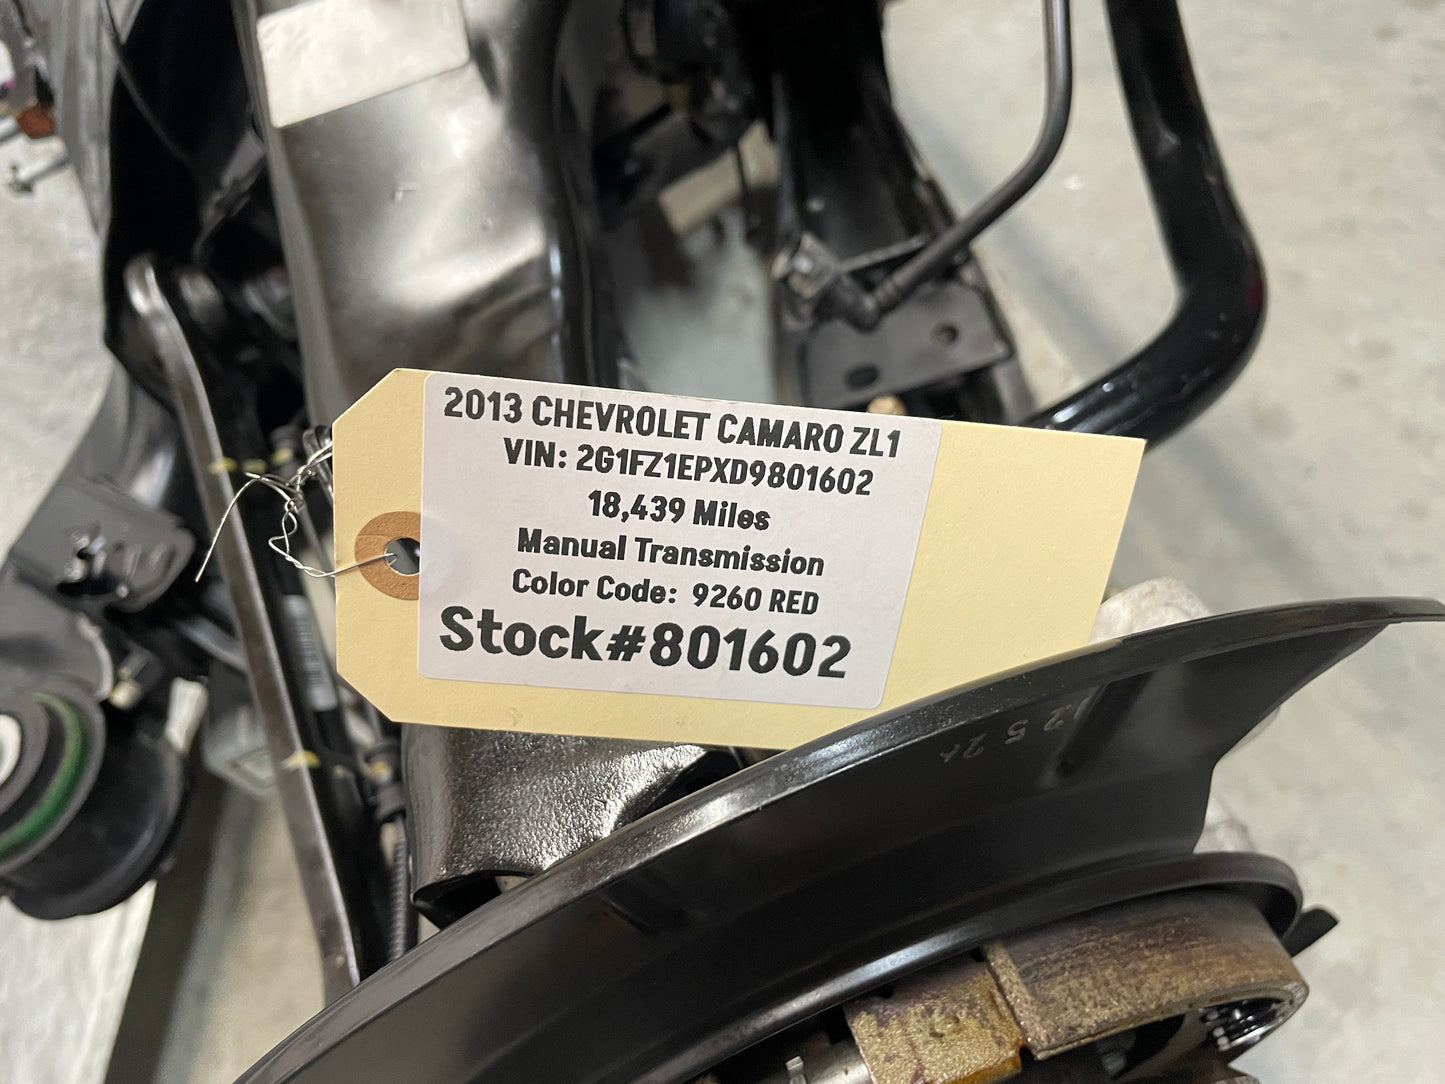 2013 CHEVROLET CAMARO ZL1
VIN: 2G1FZ1EPXD9801602
18,439 Miles
Manual Transmission
Color Code: 9260 RED
Stock#801602